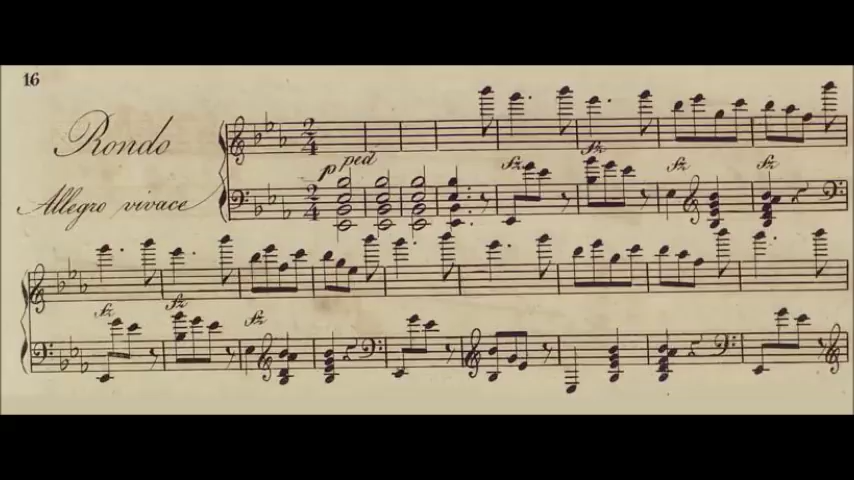 16
Rondo
Allegro vivace
p ped
Sz Sz Sz Sz
Sz Sz Sz